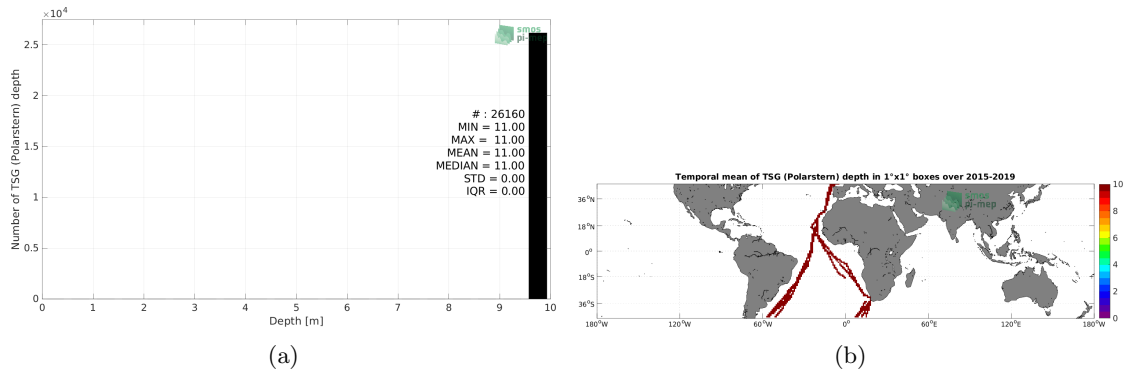 ×10⁴
smos
pi-mep
2.5
2
1.5
1
0.5
0
Number of TSG (Polarstern) depth
# : 26160
MIN = 11.00
MAX = 11.00
MEAN = 11.00
MEDIAN = 11.00
STD = 0.00
IQR = 0.00
0 1 2 3 4 5 6 7 8 9 10
Depth [m]
(a)
Temporal mean of TSG (Polarstern) depth in 1°x1° boxes over 2015-2019
smos
pi-mep
36°N
18°N
0°
18°S
36°S
180°W 120°W 60°W 0° 60°E 120°E 180°W
10
8
6
4
2
0
(b)